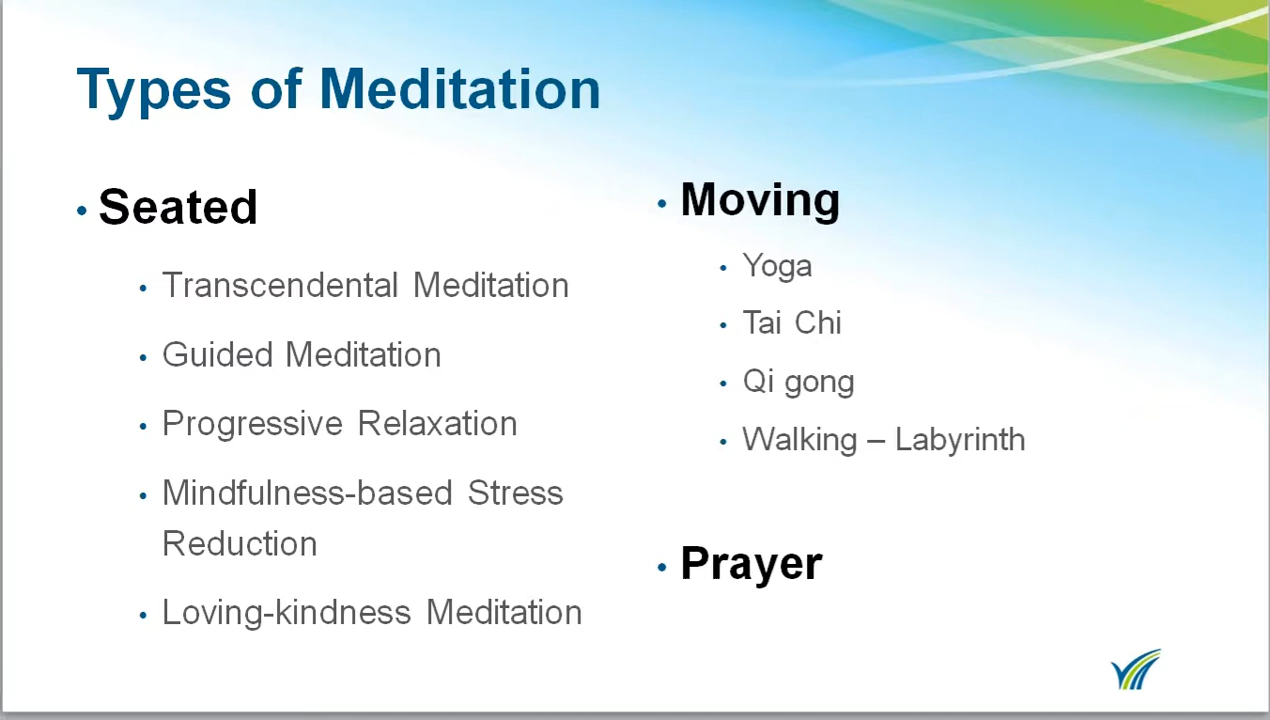 Types of Meditation
• Seated
• Transcendental Meditation
• Guided Meditation
• Progressive Relaxation
• Mindfulness-based Stress
Reduction
• Loving-kindness Meditation
• Moving
• Yoga
• Tai Chi
• Qi gong
• Walking – Labyrinth
• Prayer